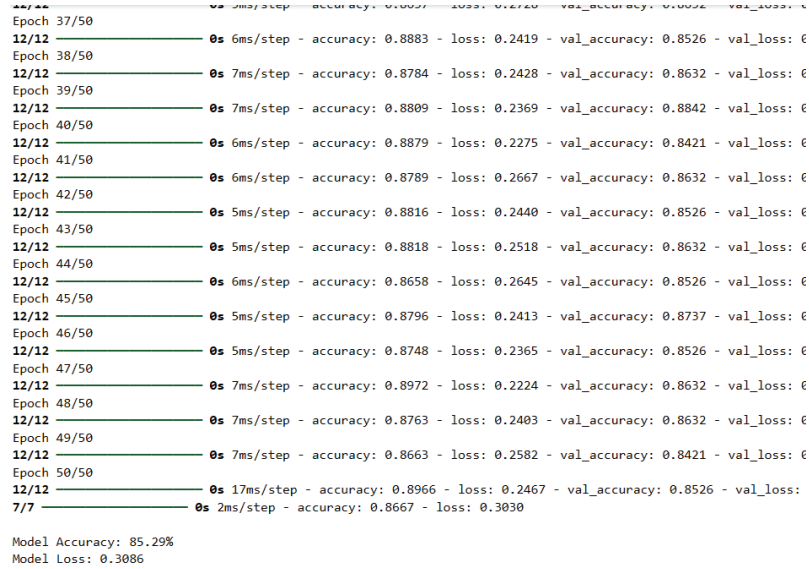 Epoch 37/50
12/12 ━━━━━━━━━━━━━━━━━━━━ 0s 6ms/step - accuracy: 0.8883 - loss: 0.2419 - val_accuracy: 0.8526 - val_loss:
Epoch 38/50
12/12 ━━━━━━━━━━━━━━━━━━━━ 0s 7ms/step - accuracy: 0.8784 - loss: 0.2428 - val_accuracy: 0.8632 - val_loss:
Epoch 39/50
12/12 ━━━━━━━━━━━━━━━━━━━━ 0s 7ms/step - accuracy: 0.8809 - loss: 0.2369 - val_accuracy: 0.8842 - val_loss:
Epoch 40/50
12/12 ━━━━━━━━━━━━━━━━━━━━ 0s 6ms/step - accuracy: 0.8879 - loss: 0.2275 - val_accuracy: 0.8421 - val_loss:
Epoch 41/50
12/12 ━━━━━━━━━━━━━━━━━━━━ 0s 6ms/step - accuracy: 0.8789 - loss: 0.2667 - val_accuracy: 0.8632 - val_loss:
Epoch 42/50
12/12 ━━━━━━━━━━━━━━━━━━━━ 0s 5ms/step - accuracy: 0.8816 - loss: 0.2440 - val_accuracy: 0.8526 - val_loss:
Epoch 43/50
12/12 ━━━━━━━━━━━━━━━━━━━━ 0s 5ms/step - accuracy: 0.8818 - loss: 0.2518 - val_accuracy: 0.8632 - val_loss:
Epoch 44/50
12/12 ━━━━━━━━━━━━━━━━━━━━ 0s 6ms/step - accuracy: 0.8658 - loss: 0.2645 - val_accuracy: 0.8526 - val_loss:
Epoch 45/50
12/12 ━━━━━━━━━━━━━━━━━━━━ 0s 5ms/step - accuracy: 0.8796 - loss: 0.2413 - val_accuracy: 0.8737 - val_loss:
Epoch 46/50
12/12 ━━━━━━━━━━━━━━━━━━━━ 0s 5ms/step - accuracy: 0.8748 - loss: 0.2365 - val_accuracy: 0.8526 - val_loss:
Epoch 47/50
12/12 ━━━━━━━━━━━━━━━━━━━━ 0s 7ms/step - accuracy: 0.8972 - loss: 0.2224 - val_accuracy: 0.8632 - val_loss:
Epoch 48/50
12/12 ━━━━━━━━━━━━━━━━━━━━ 0s 7ms/step - accuracy: 0.8763 - loss: 0.2403 - val_accuracy: 0.8632 - val_loss:
Epoch 49/50
12/12 ━━━━━━━━━━━━━━━━━━━━ 0s 7ms/step - accuracy: 0.8663 - loss: 0.2582 - val_accuracy: 0.8421 - val_loss:
Epoch 50/50
12/12 ━━━━━━━━━━━━━━━━━━━━ 0s 17ms/step - accuracy: 0.8966 - loss: 0.2467 - val_accuracy: 0.8526 - val_loss:
7/7 ━━━━━━━━━━━━━━━━━━━━ 0s 2ms/step - accuracy: 0.8667 - loss: 0.3030
Model Accuracy: 85.29%
Model Loss: 0.3086